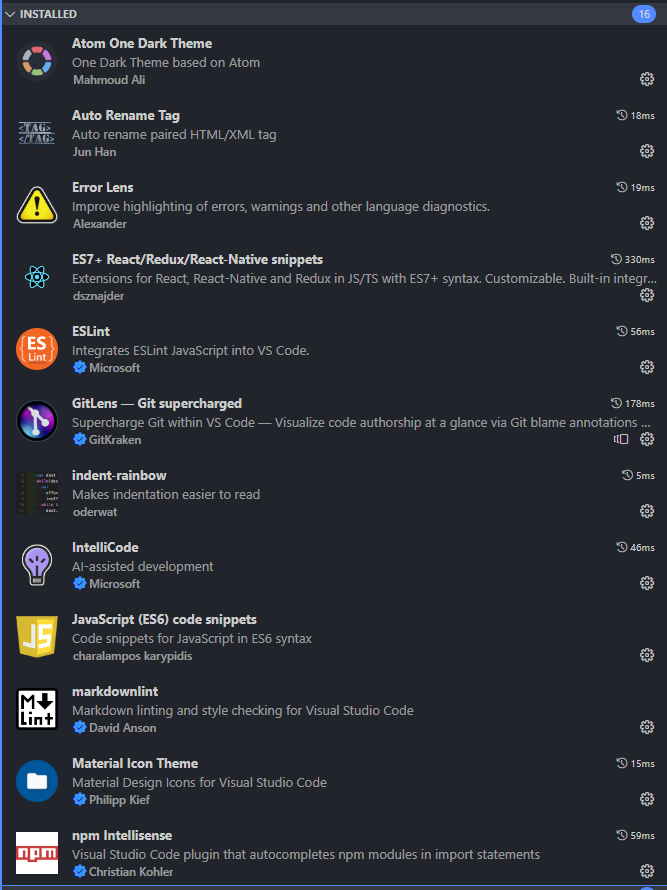 INSTALLED 16
Atom One Dark Theme
One Dark Theme based on Atom
Mahmoud Ali
<TAG>
</TAG>
Auto Rename Tag 18ms
Auto rename paired HTML/XML tag
Jun Han
Error Lens 19ms
Improve highlighting of errors, warnings and other language diagnostics.
Alexander
ES7+ React/Redux/React-Native snippets 330ms
Extensions for React, React-Native and Redux in JS/TS with ES7+ syntax. Customizable. Built-in integr...
dsznajder
ES
Lint
ESLint 56ms
Integrates ESLint JavaScript into VS Code.
Microsoft
GitLens — Git supercharged 178ms
Supercharge Git within VS Code — Visualize code authorship at a glance via Git blame annotations ...
GitKraken
indent-rainbow 5ms
Makes indentation easier to read
oderwat
IntelliCode 46ms
AI-assisted development
Microsoft
JS
JavaScript (ES6) code snippets
Code snippets for JavaScript in ES6 syntax
charalampos karypidis
M
Lint
markdownlint
Markdown linting and style checking for Visual Studio Code
David Anson
Material Icon Theme 15ms
Material Design Icons for Visual Studio Code
Philipp Kief
npm
npm Intellisense 59ms
Visual Studio Code plugin that autocompletes npm modules in import statements
Christian Kohler